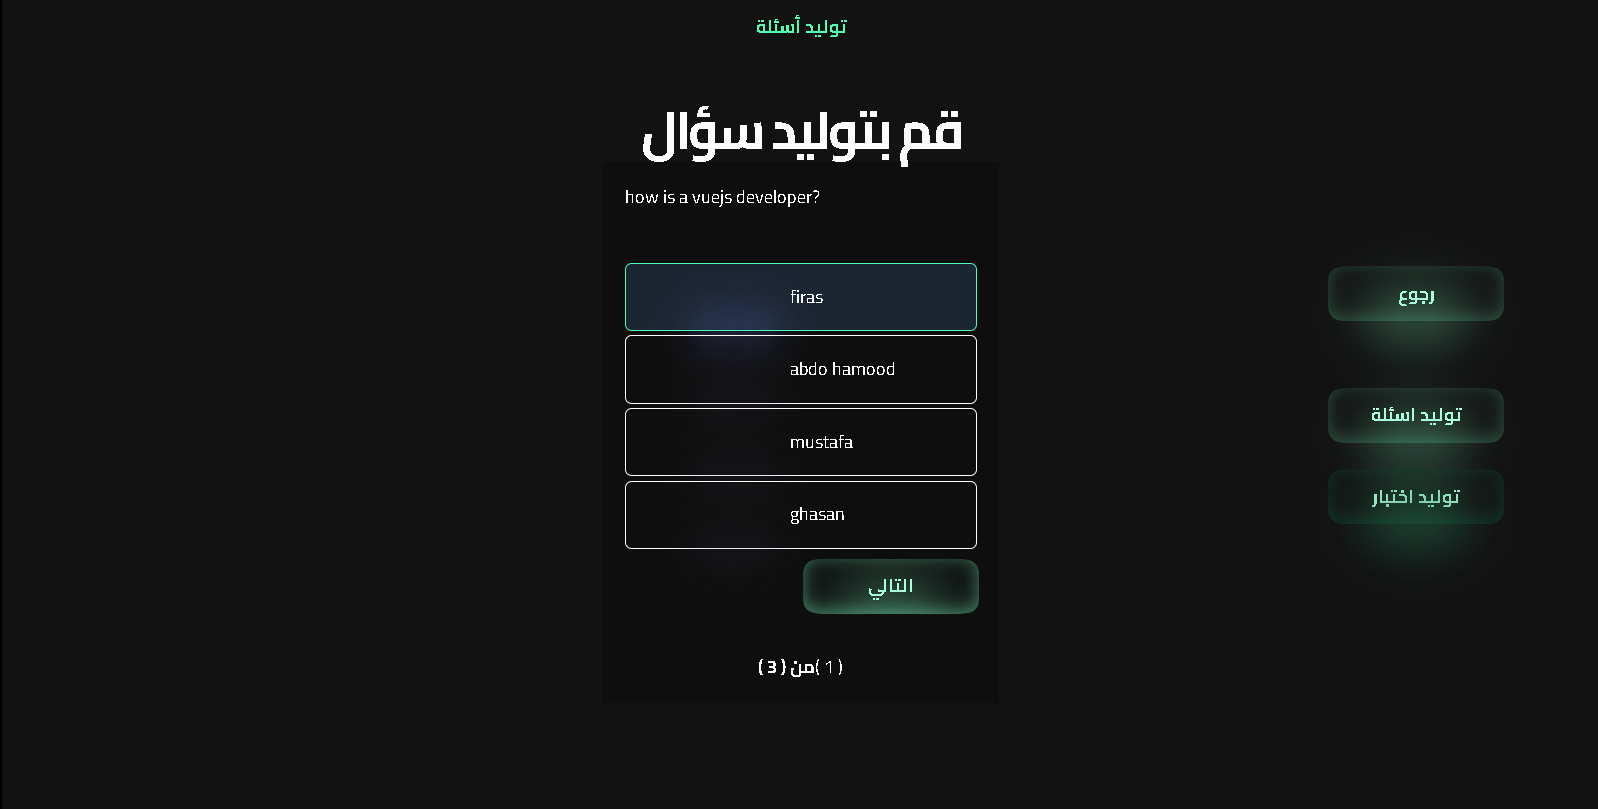 توليد أسئلة
قم بتوليد سؤال
how is a vuejs developer?
firas
abdo hamood
mustafa
ghasan
التالي
( 1 )من ( 3 )
رجوع
توليد اسئلة
توليد اختبار